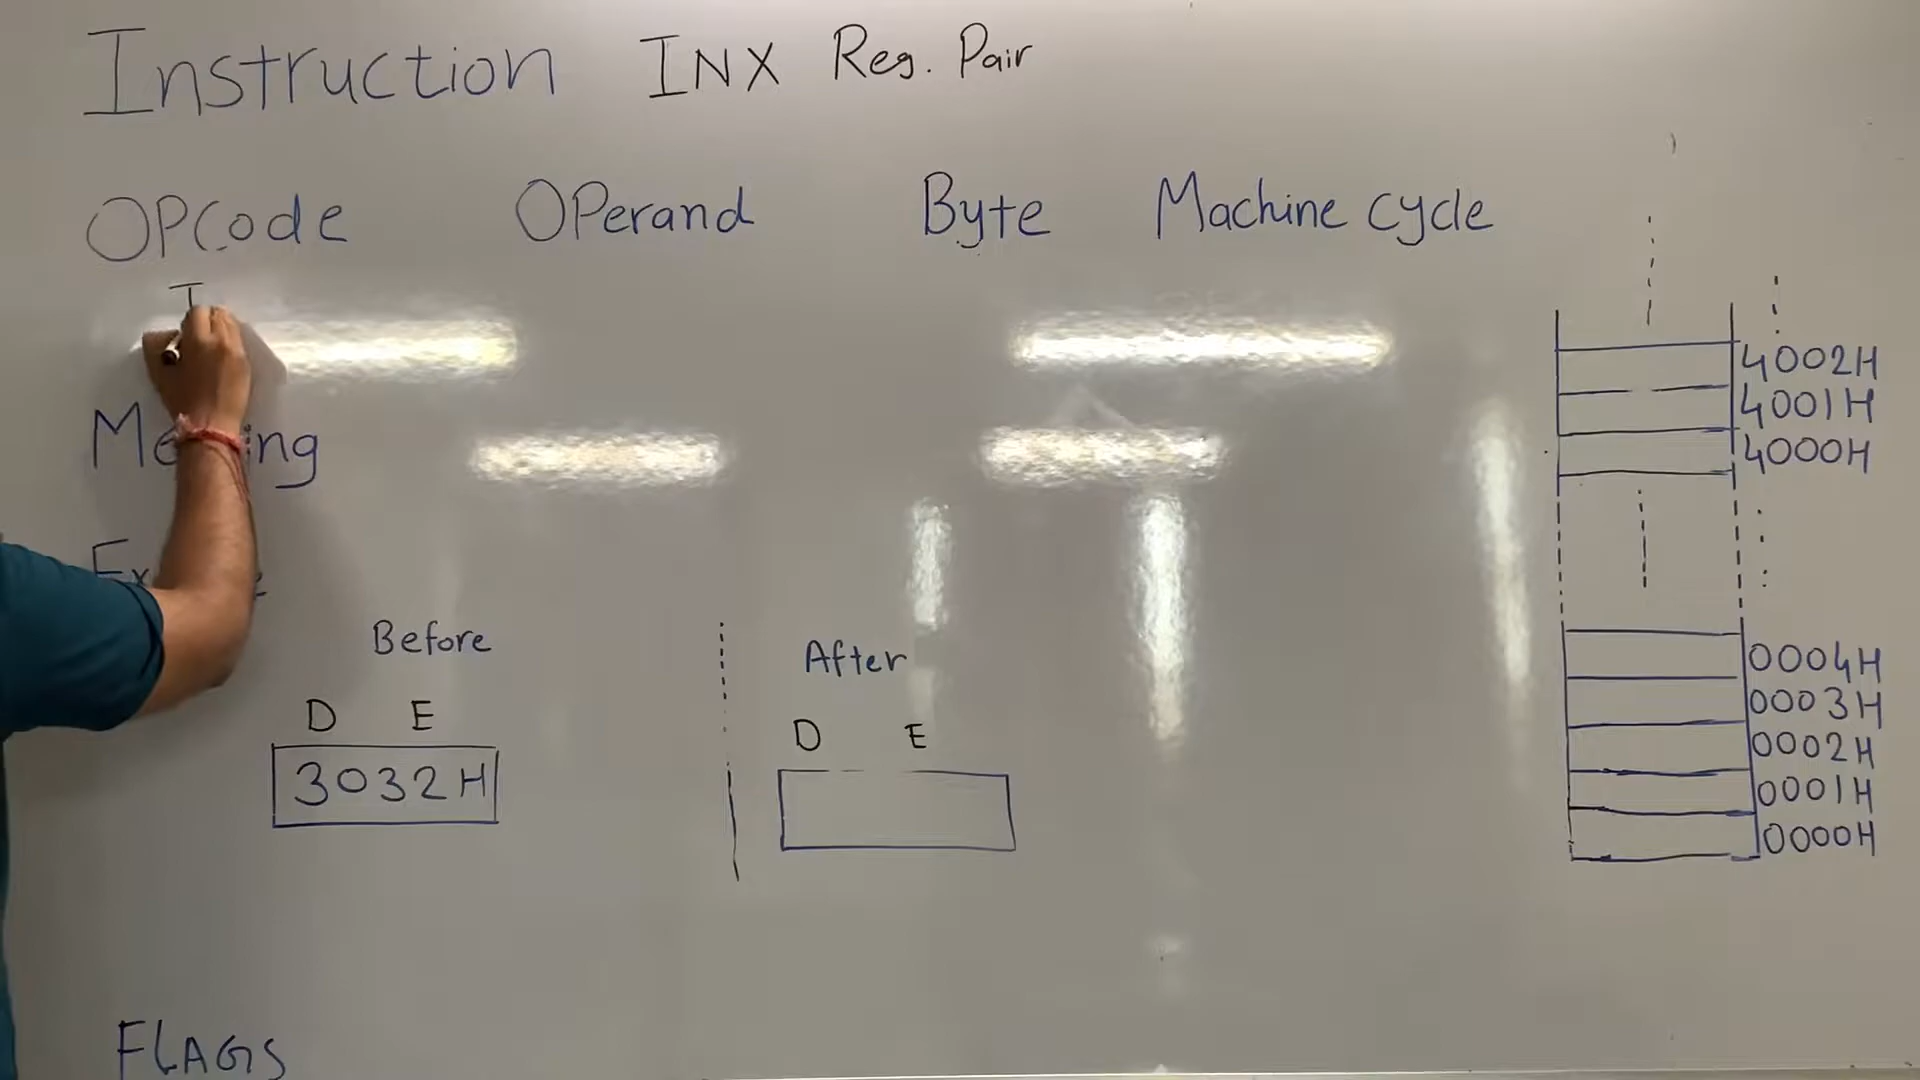 Instruction INX Reg. Pair
OPCode OPerand Byte Machine cycle
I
4002H
4001H
4000H
Before
After
D E
D E
3032H
0004H
0003H
0002H
0001H
0000H
FLAGS